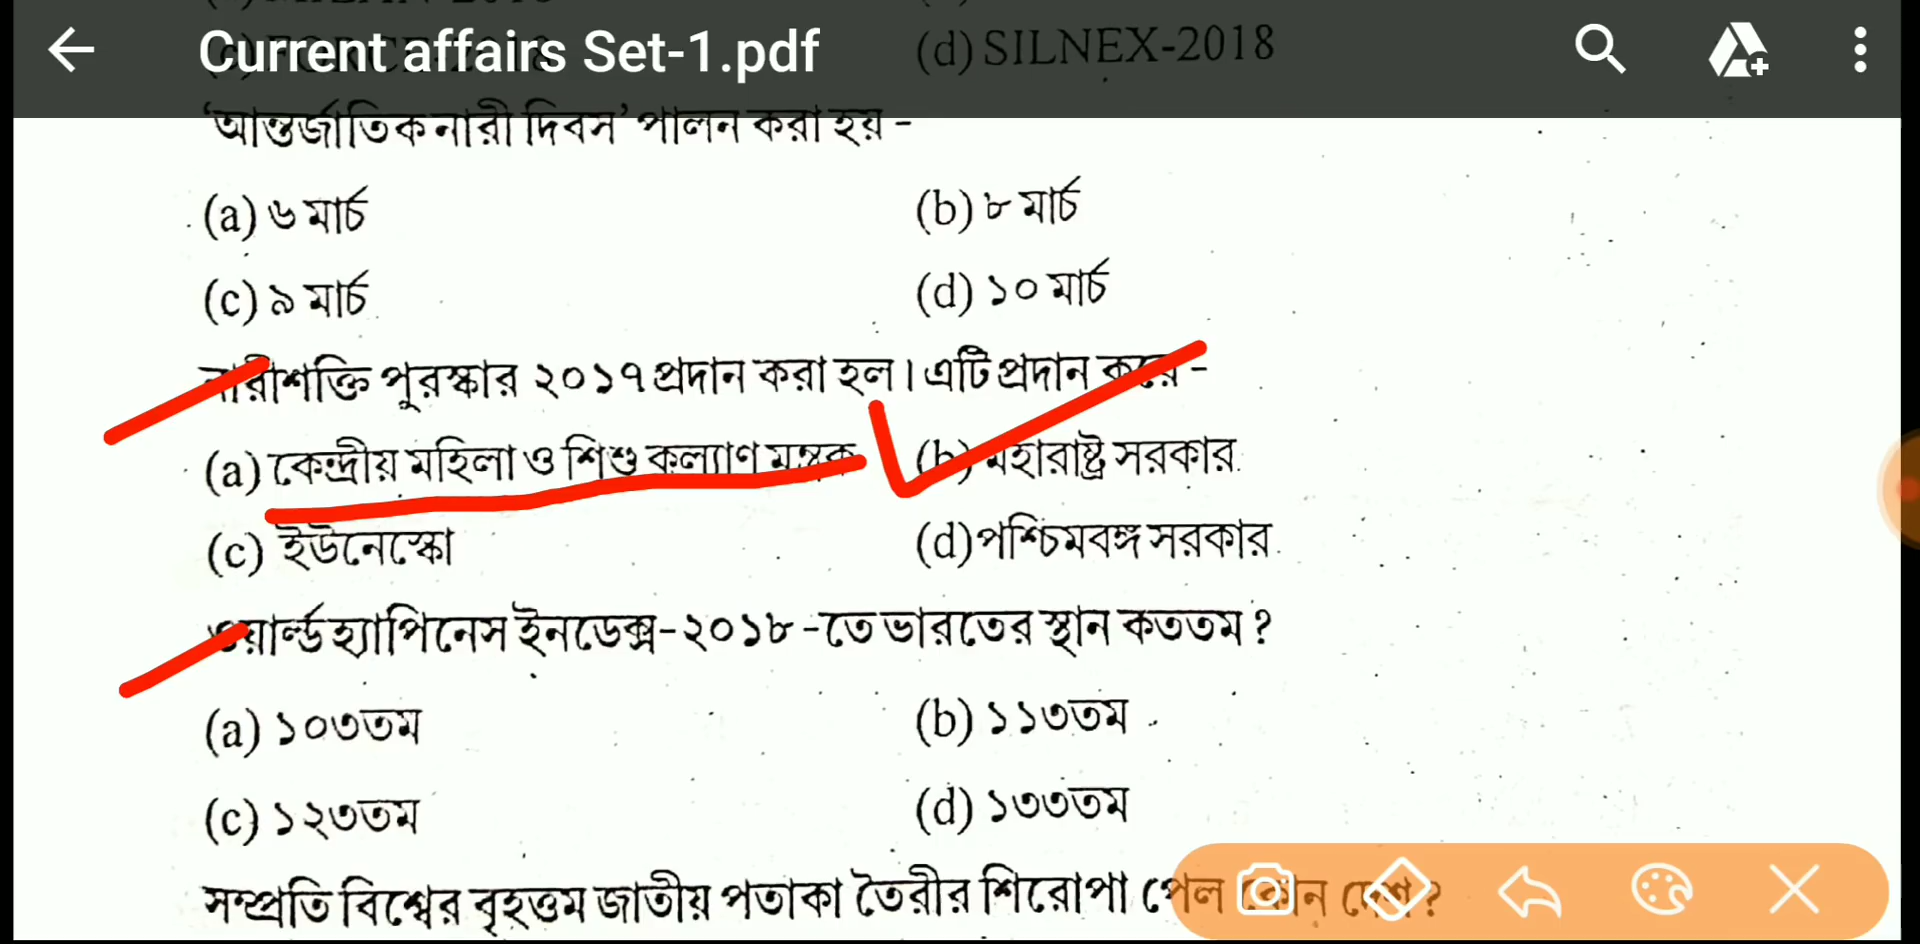 Current affairs Set-1.pdf
(d) SILNEX-2018
'আন্তর্জাতিক নারী দিবস' পালন করা হয় -
(a) ৬ মার্চ (b) ৮ মার্চ
(c) ৯ মার্চ (d) ১০ মার্চ
নারীশক্তি পুরস্কার ২০১৭ প্রদান করা হল। এটি প্রদান করে -
(a) কেন্দ্রীয় মহিলা ও শিশু কল্যাণ মন্ত্রক (b) মহারাষ্ট্র সরকার
(c) ইউনেস্কো (d) পশ্চিমবঙ্গ সরকার
ওয়ার্ল্ড হ্যাপিনেস ইনডেক্স-২০১৮ -তে ভারতের স্থান কততম ?
(a) ১০৩তম (b) ১১৩তম
(c) ১২৩তম (d) ১৩৩তম
সম্প্রতি বিশ্বের বৃহত্তম জাতীয় পতাকা তৈরীর শিরোপা পেল কোন দেশ ?